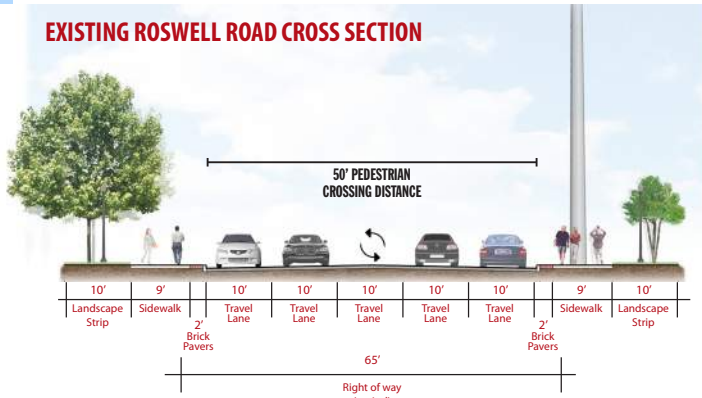 EXISTING ROSWELL ROAD CROSS SECTION
50' PEDESTRIAN
CROSSING DISTANCE
10' 9' 10' 10' 10' 10' 10' 9' 10'
Landscape Strip
Sidewalk
2' Brick Pavers
Travel Lane
Travel Lane
Travel Lane
Travel Lane
Travel Lane
2' Brick Pavers
Sidewalk
Landscape Strip
65'
Right of way